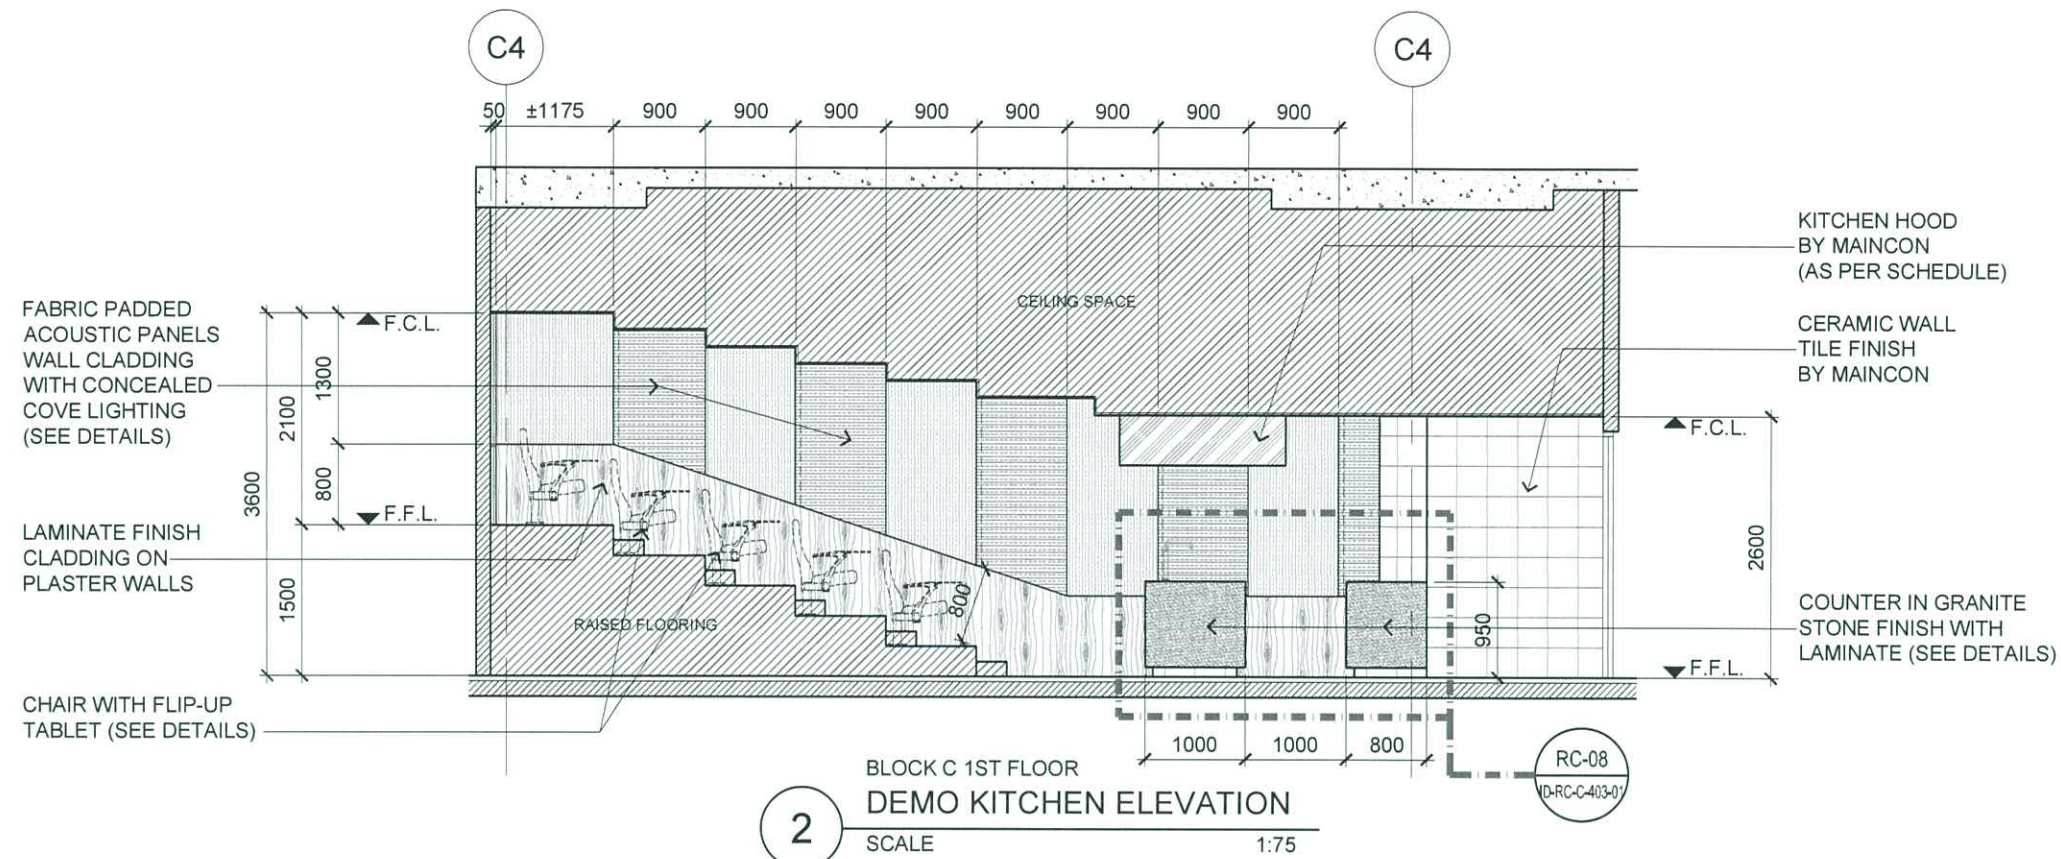 C4
C4
50 ±1175 900 900 900 900 900 900 900 900
KITCHEN HOOD
BY MAINCON
(AS PER SCHEDULE)
CEILING SPACE
FABRIC PADDED
ACOUSTIC PANELS
WALL CLADDING
WITH CONCEALED
COVE LIGHTING
(SEE DETAILS)
F.C.L.
CERAMIC WALL
TILE FINISH
BY MAINCON
1300
2100
F.C.L.
3600
800
F.F.L.
LAMINATE FINISH
CLADDING ON
PLASTER WALLS
2600
1500
800
RAISED FLOORING
950
COUNTER IN GRANITE
STONE FINISH WITH
LAMINATE (SEE DETAILS)
F.F.L.
CHAIR WITH FLIP-UP
TABLET (SEE DETAILS)
1000 1000 800
RC-08
ID-RC-C-403-01
BLOCK C 1ST FLOOR
2
DEMO KITCHEN ELEVATION
SCALE 1:75